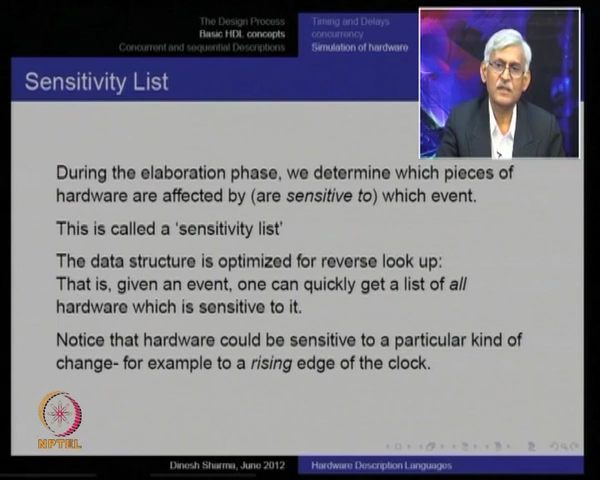 The Design Process
Basic HDL concepts
Concurrent and sequential Descriptions
Timing and Delays
concurrency
Simulation of hardware
Sensitivity List
During the elaboration phase, we determine which pieces of
hardware are affected by (are sensitive to) which event.
This is called a 'sensitivity list'
The data structure is optimized for reverse look up:
That is, given an event, one can quickly get a list of all
hardware which is sensitive to it.
Notice that hardware could be sensitive to a particular kind of
change- for example to a rising edge of the clock.
NPTEL
Dinesh Sharma, June 2012
Hardware Description Languages